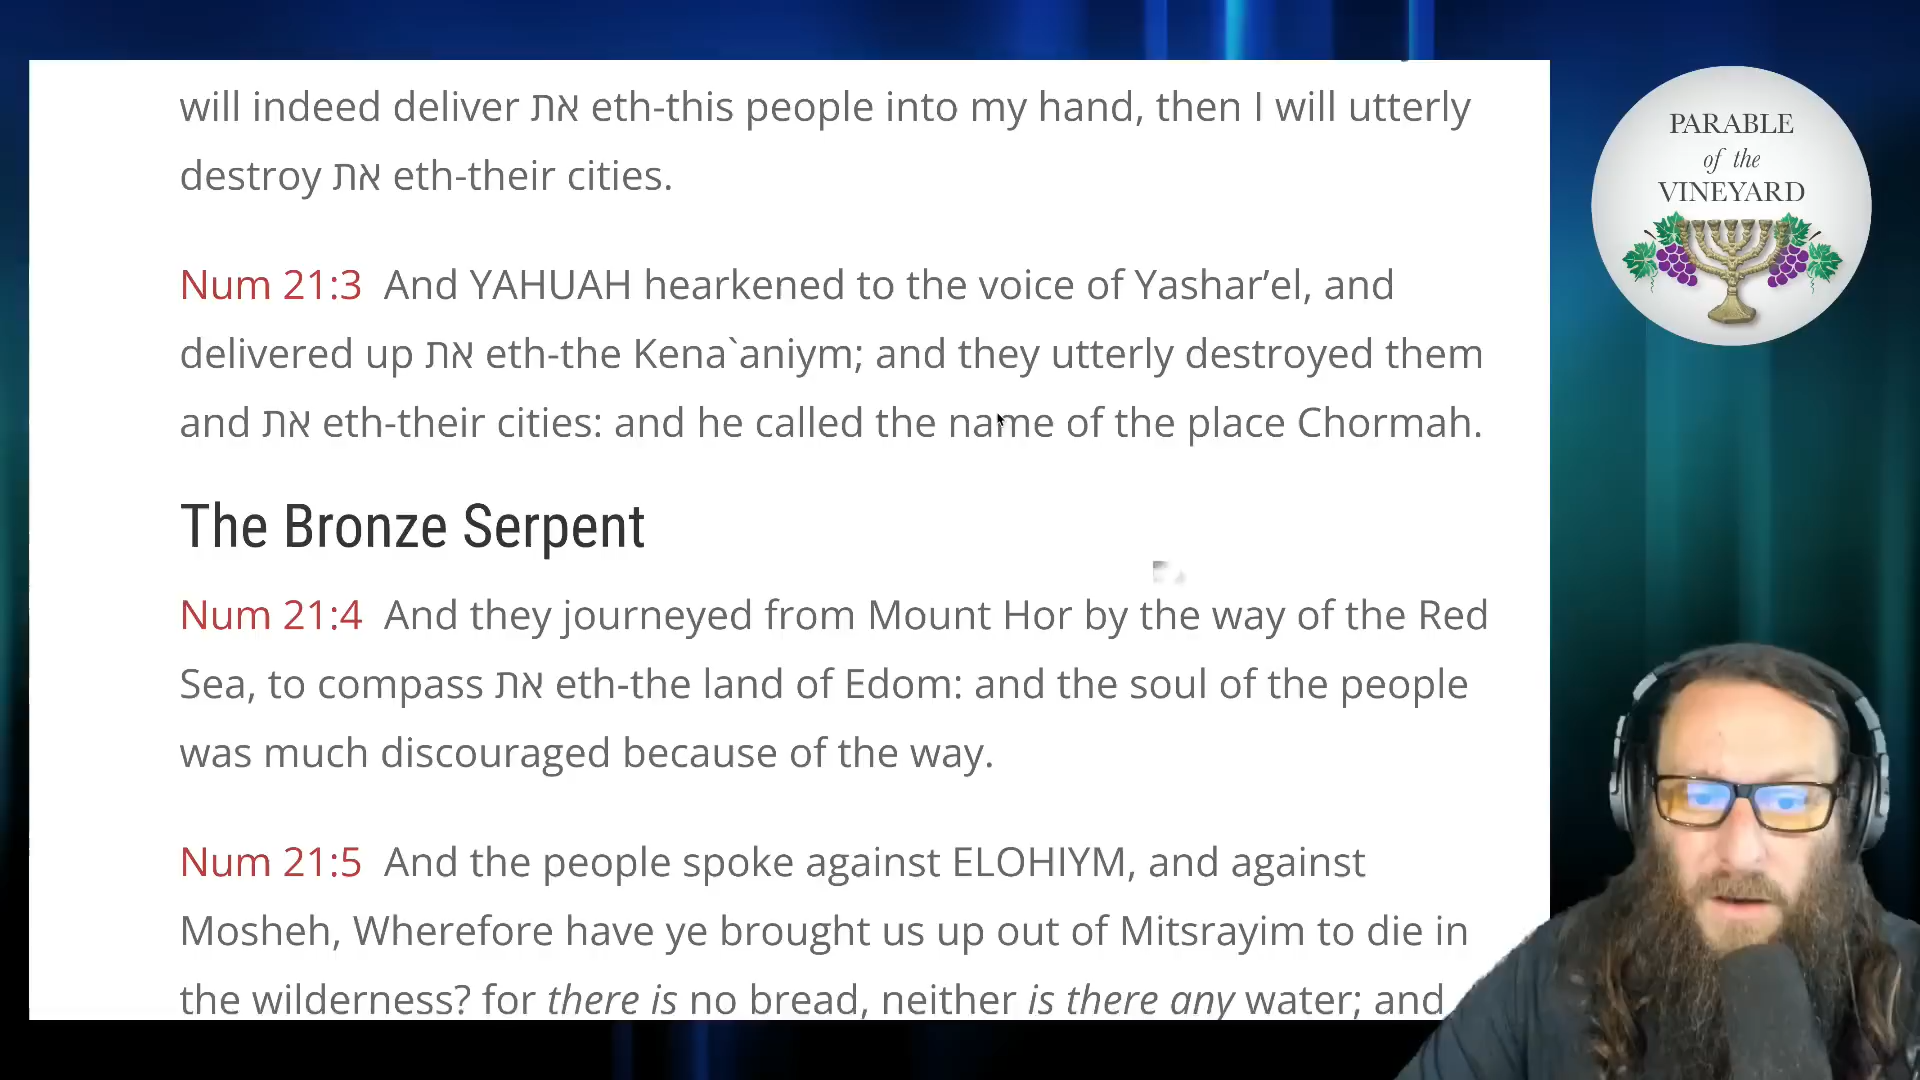 will indeed deliver את eth-this people into my hand, then I will utterly
destroy את eth-their cities.
Num 21:3 And YAHUAH hearkened to the voice of Yashar’el, and
delivered up את eth-the Kena`aniym; and they utterly destroyed them
and את eth-their cities: and he called the name of the place Chormah.
The Bronze Serpent
Num 21:4 And they journeyed from Mount Hor by the way of the Red
Sea, to compass את eth-the land of Edom: and the soul of the people
was much discouraged because of the way.
Num 21:5 And the people spoke against ELOHIYM, and against
Mosheh, Wherefore have ye brought us up out of Mitsrayim to die in
the wilderness? for there is no bread, neither is there any water; and
PARABLE
of the
VINEYARD